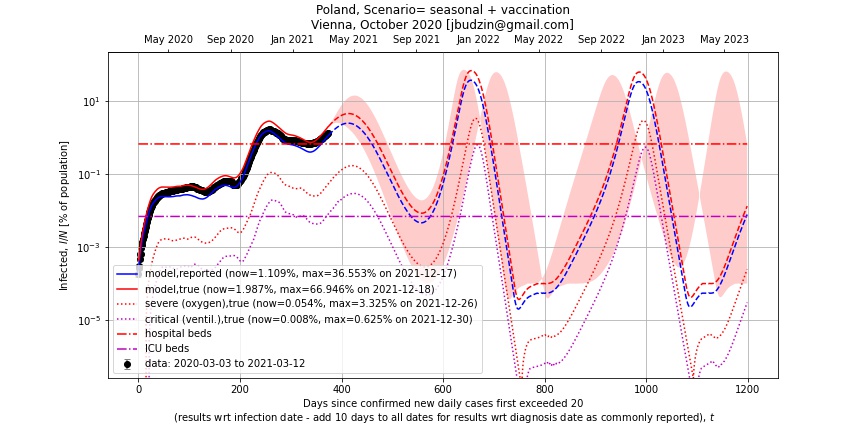 Poland, Scenario= seasonal + vaccination
Vienna, October 2020 [jbudzin@gmail.com]
May 2020 Sep 2020 Jan 2021 May 2021 Sep 2021 Jan 2022 May 2022 Sep 2022 Jan 2023 May 2023
Infected, I/N [% of population]
10¹
10⁻¹
10⁻³
10⁻⁵
model,reported (now=1.109%, max=36.553% on 2021-12-17)
model,true (now=1.987%, max=66.946% on 2021-12-18)
severe (oxygen),true (now=0.054%, max=3.325% on 2021-12-26)
critical (ventil.),true (now=0.008%, max=0.625% on 2021-12-30)
hospital beds
ICU beds
data: 2020-03-03 to 2021-03-12
0 200 400 600 800 1000 1200
Days since confirmed new daily cases first exceeded 20
(results wrt infection date - add 10 days to all dates for results wrt diagnosis date as commonly reported), t